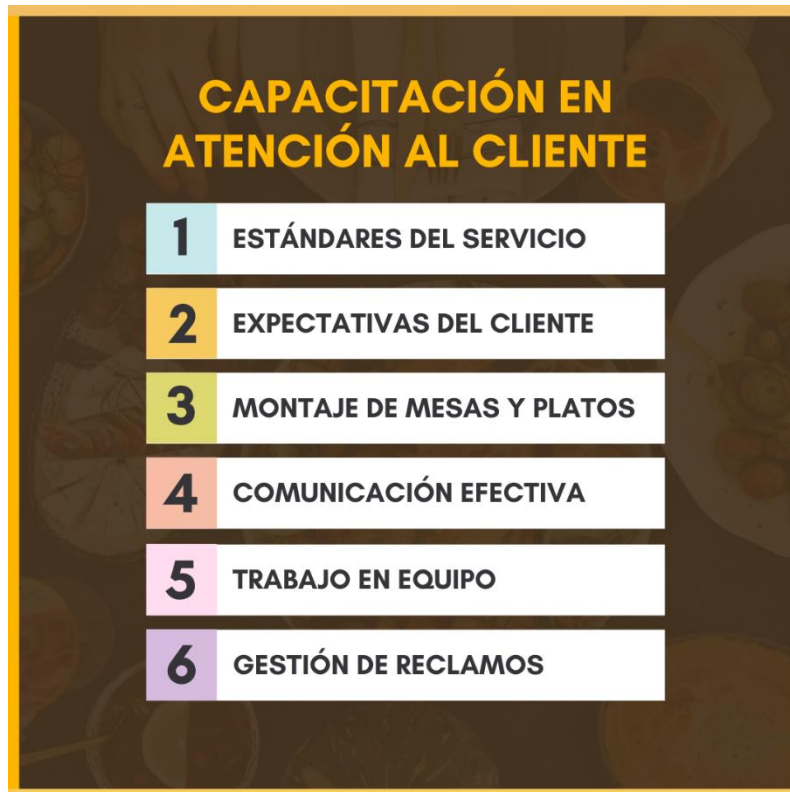 CAPACITACIÓN EN
ATENCIÓN AL CLIENTE
1 ESTÁNDARES DEL SERVICIO
2 EXPECTATIVAS DEL CLIENTE
3 MONTAJE DE MESAS Y PLATOS
4 COMUNICACIÓN EFECTIVA
5 TRABAJO EN EQUIPO
6 GESTIÓN DE RECLAMOS